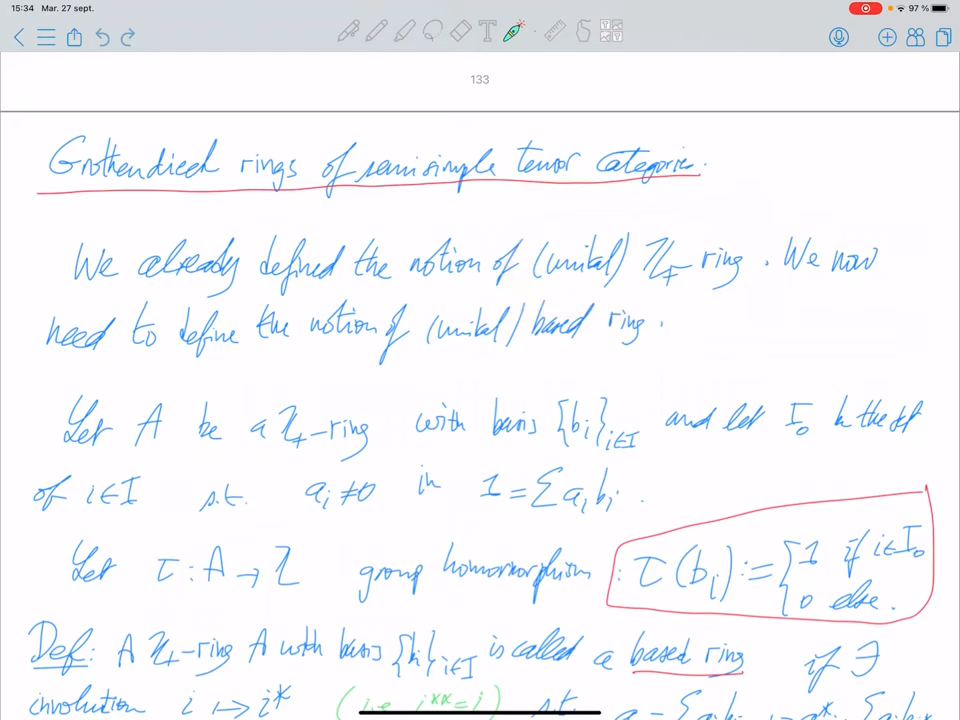 15:34 Mar. 27 sept. 97 %
133
Grothendieck rings of semisimple tensor categories.
We already defined the notion of (unital) ℤ₊ ring. We now
need to define the notion of (unital) based ring.
Let A be a ℤ₊-ring with basis {bᵢ}ᵢ∈I and let I₀ be the set
of i∈I s.t. aᵢ≠0 in 1 = Σ aᵢbᵢ.
Let τ: A → ℤ group homomorphism : τ(bᵢ) := { 1 if i∈I₀
0 else.
Def: A ℤ₊-ring A with basis {bᵢ}ᵢ∈I is called a based ring if ∃
involution i ↦ i* (i.e. i**=i) s.t.